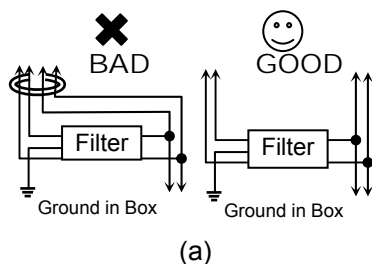 BAD
GOOD
Filter
Filter
Ground in Box
Ground in Box
(a)